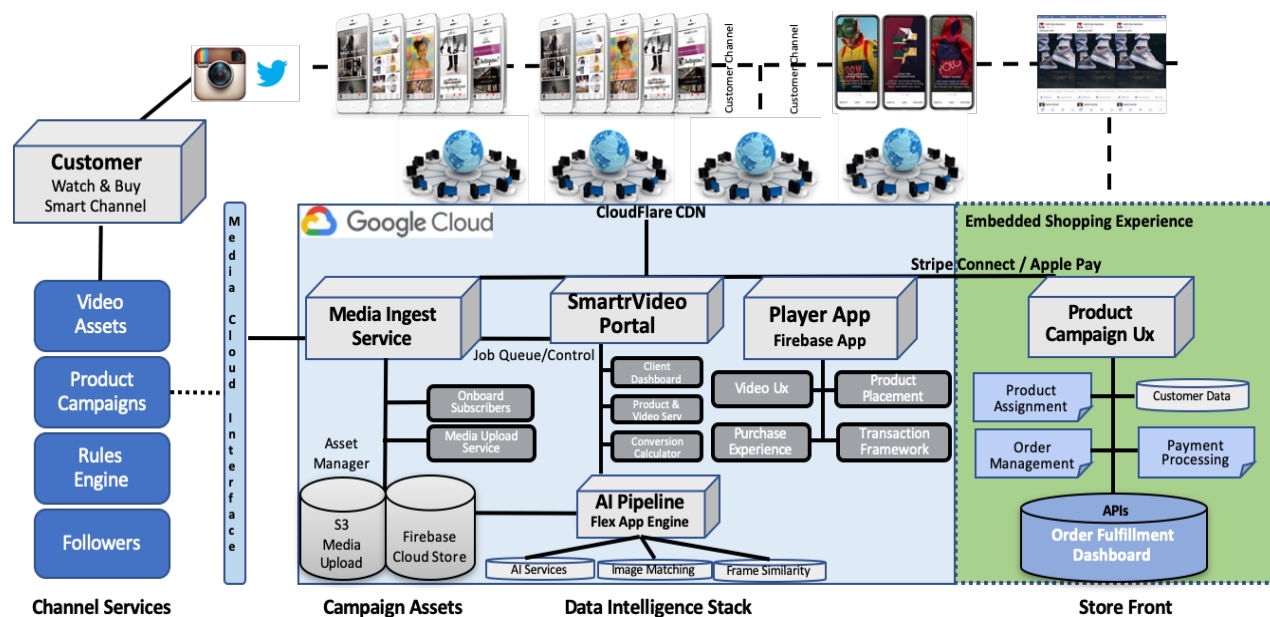 Customer
Watch & Buy
Smart Channel
Customer Channel
Customer Channel
Google Cloud
CloudFlare CDN
Embedded Shopping Experience
Stripe Connect / Apple Pay
Media Cloud Interface
Video
Assets
Product
Campaigns
Rules
Engine
Followers
Media Ingest
Service
Job Queue/Control
SmartrVideo
Portal
Player App
Firebase App
Product
Campaign Ux
Onboard
Subscribers
Media Upload
Service
Client
Dashboard
Product &
Video Serv
Conversion
Calculator
Video Ux
Product
Placement
Purchase
Experience
Transaction
Framework
Product
Assignment
Customer Data
Order
Management
Payment
Processing
Asset
Manager
S3
Media
Upload
Firebase
Cloud Store
AI Pipeline
Flex App Engine
AI Services
Image Matching
Frame Similarity
APIs
Order Fulfillment
Dashboard
Channel Services
Campaign Assets
Data Intelligence Stack
Store Front